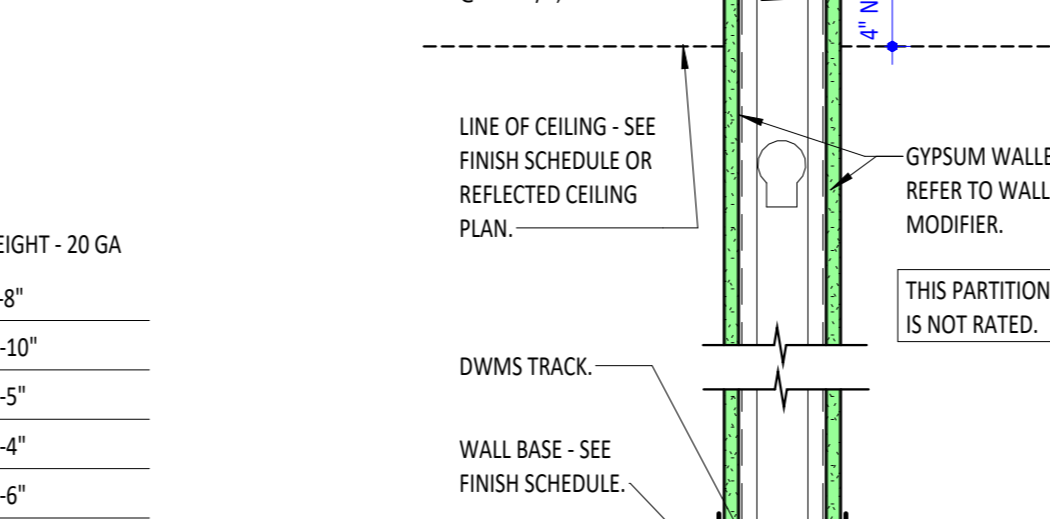 4" N
LINE OF CEILING - SEE
FINISH SCHEDULE OR
REFLECTED CEILING
PLAN.
GYPSUM WALLB
REFER TO WALL
MODIFIER.
THIS PARTITION
IS NOT RATED.
EIGHT - 20 GA
-8"
-10"
-5"
-4"
-6"
DWMS TRACK.
WALL BASE - SEE
FINISH SCHEDULE.